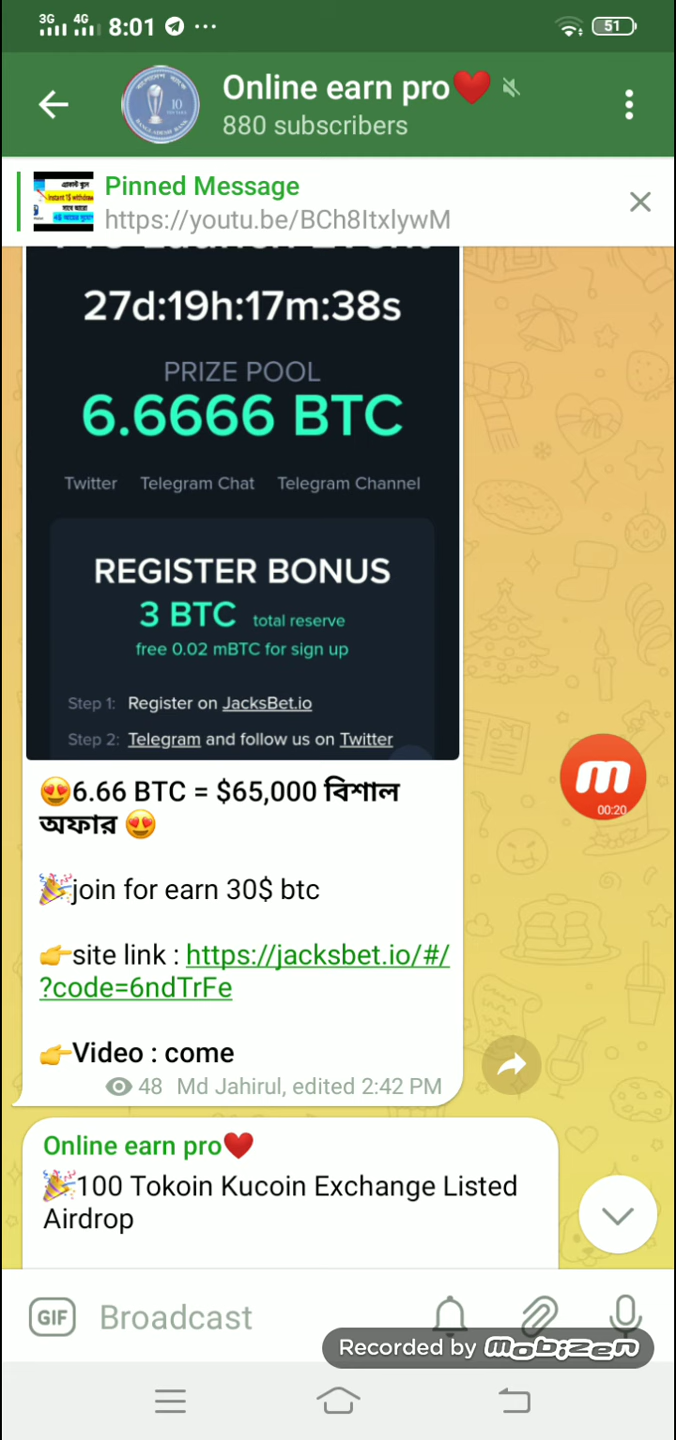 3G 4G 8:01 ... 51
Online earn pro❤️
880 subscribers
Pinned Message
https://youtu.be/BCh8ItxlywM
27d:19h:17m:38s
PRIZE POOL
6.6666 BTC
Twitter Telegram Chat Telegram Channel
REGISTER BONUS
3 BTC total reserve
free 0.02 mBTC for sign up
Step 1: Register on JacksBet.io
Step 2: Telegram and follow us on Twitter
00:20
😍6.66 BTC = $65,000 বিশাল
অফার 😍
🎉join for earn 30$ btc
👉site link : https://jacksbet.io/#/
?code=6ndTrFe
👉Video : come
48 Md Jahirul, edited 2:42 PM
Online earn pro❤️
🎉100 Tokoin Kucoin Exchange Listed
Airdrop
GIF Broadcast
Recorded by mobizen